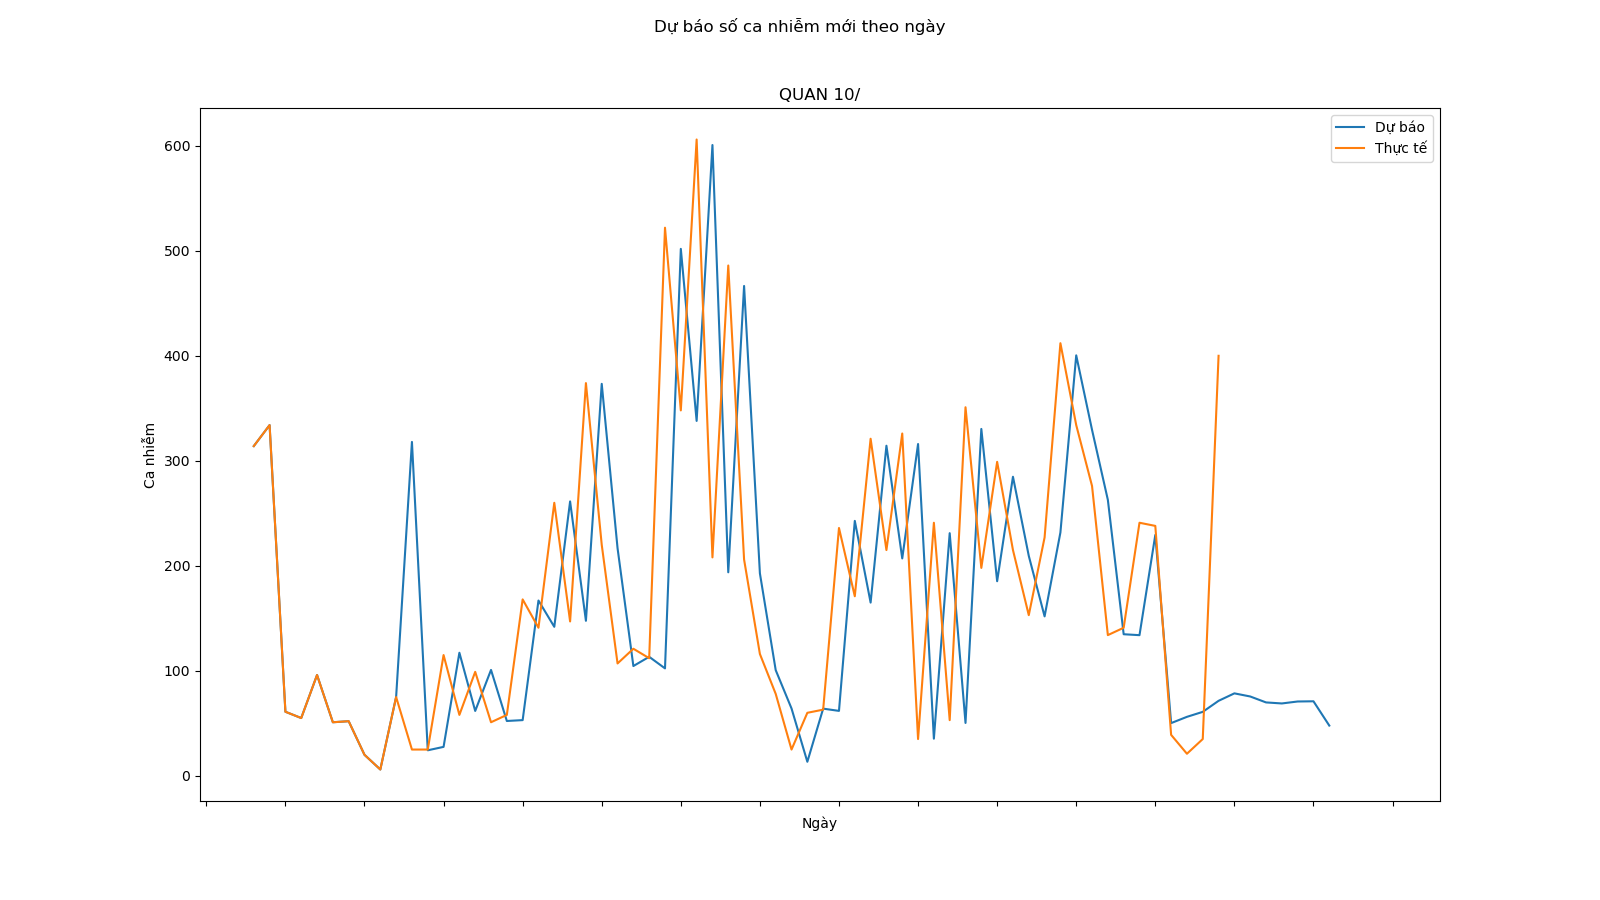 Dự báo số ca nhiễm mới theo ngày
QUAN 10/
Dự báo
Thực tế
600
500
400
300
200
100
0
Ca nhiễm
Ngày